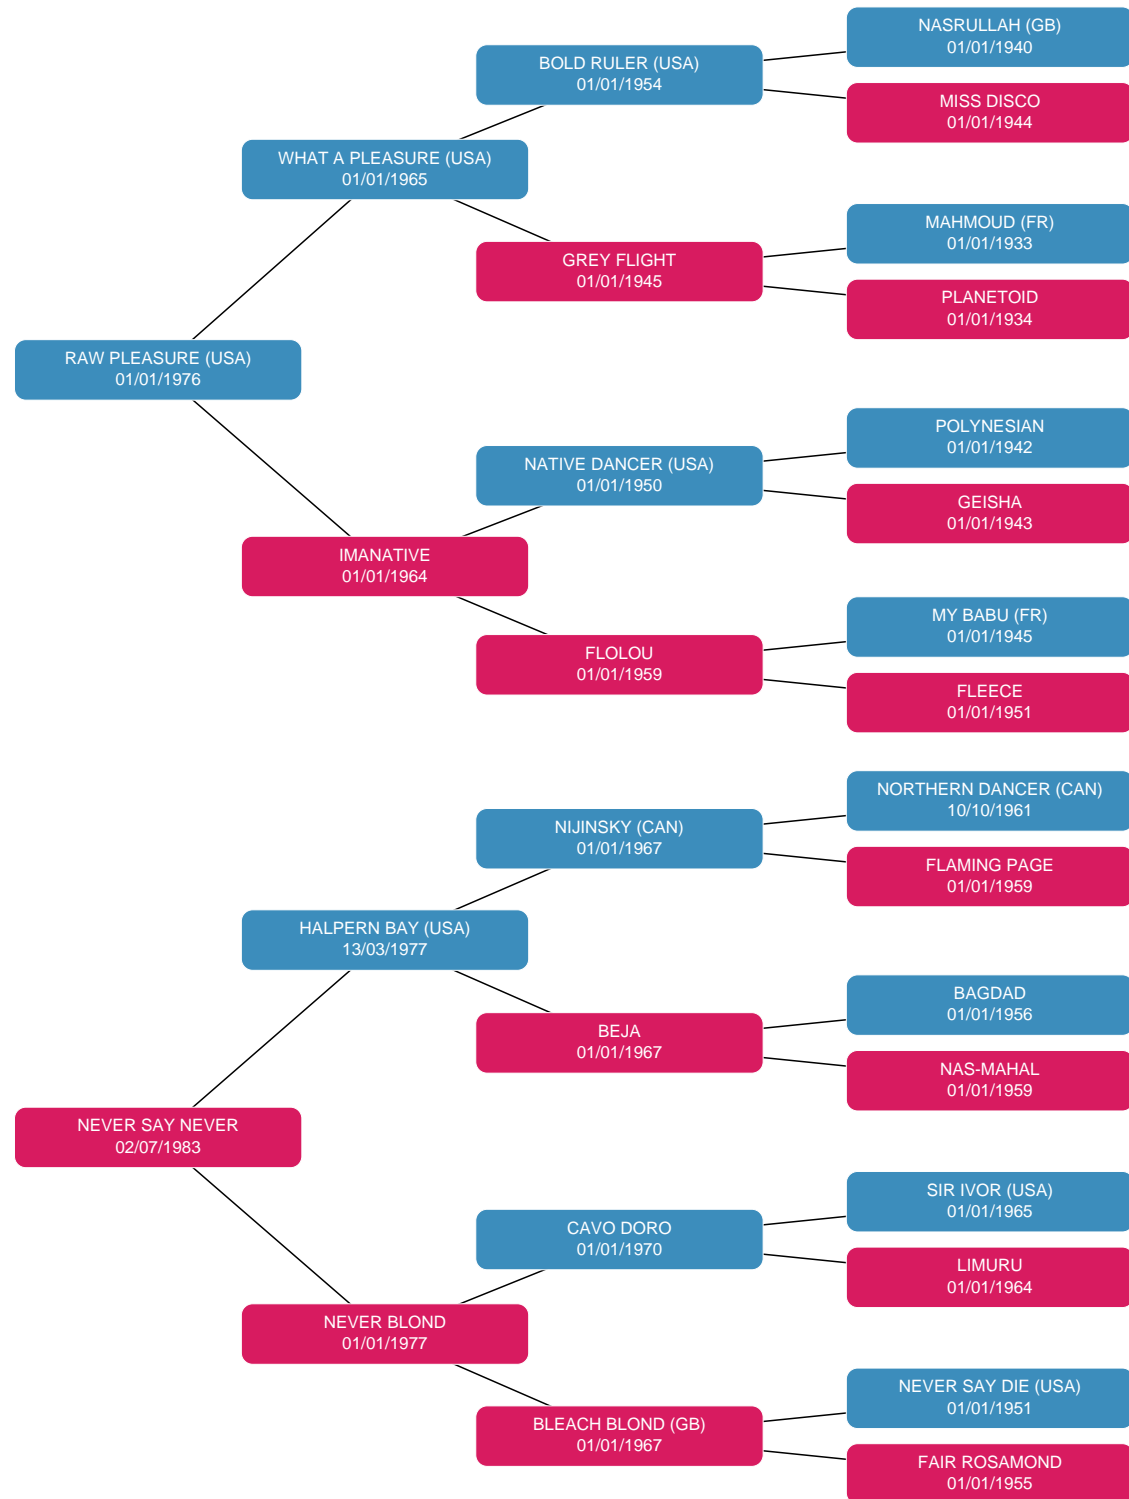 NASRULLAH (GB)
01/01/1940
BOLD RULER (USA)
01/01/1954
MISS DISCO
01/01/1944
WHAT A PLEASURE (USA)
01/01/1965
MAHMOUD (FR)
01/01/1933
GREY FLIGHT
01/01/1945
PLANETOID
01/01/1934
RAW PLEASURE (USA)
01/01/1976
POLYNESIAN
01/01/1942
NATIVE DANCER (USA)
01/01/1950
GEISHA
01/01/1943
IMANATIVE
01/01/1964
MY BABU (FR)
01/01/1945
FLOLOU
01/01/1959
FLEECE
01/01/1951
NORTHERN DANCER (CAN)
10/10/1961
NIJINSKY (CAN)
01/01/1967
FLAMING PAGE
01/01/1959
HALPERN BAY (USA)
13/03/1977
BAGDAD
01/01/1956
BEJA
01/01/1967
NAS-MAHAL
01/01/1959
NEVER SAY NEVER
02/07/1983
SIR IVOR (USA)
01/01/1965
CAVO DORO
01/01/1970
LIMURU
01/01/1964
NEVER BLOND
01/01/1977
NEVER SAY DIE (USA)
01/01/1951
BLEACH BLOND (GB)
01/01/1967
FAIR ROSAMOND
01/01/1955